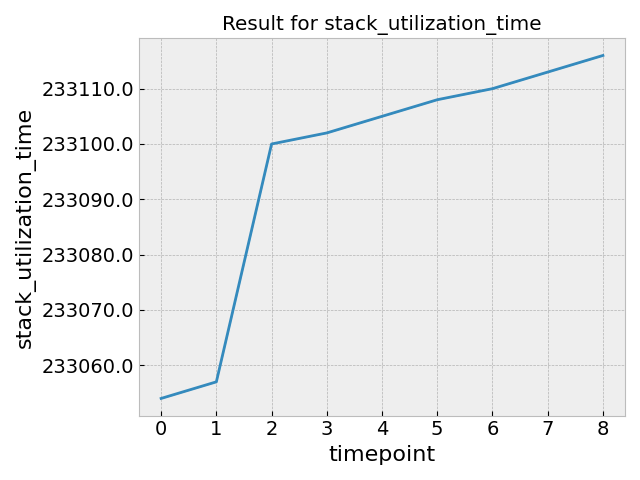 Result for stack_utilization_time
233110.0
233100.0
233090.0
233080.0
233070.0
233060.0
stack_utilization_time
0 1 2 3 4 5 6 7 8
timepoint